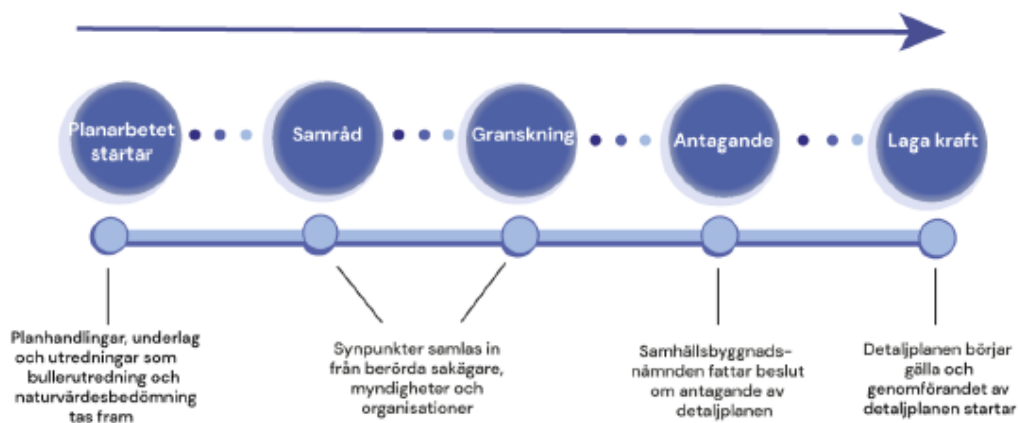 Planarbetet
startar
Samråd
Granskning
Antagande
Laga kraft
Planhandlingar, underlag
och utredningar som
bullerutredning och
naturvärdesbedömning
tas fram
Synpunkter samlas in
från berörda sakägare,
myndigheter och
organisationer
Samhällsbyggnads-
nämnden fattar beslut
om antagande av
detaljplanen
Detaljplanen börjar
gälla och
genomförandet av
detaljplanen startar